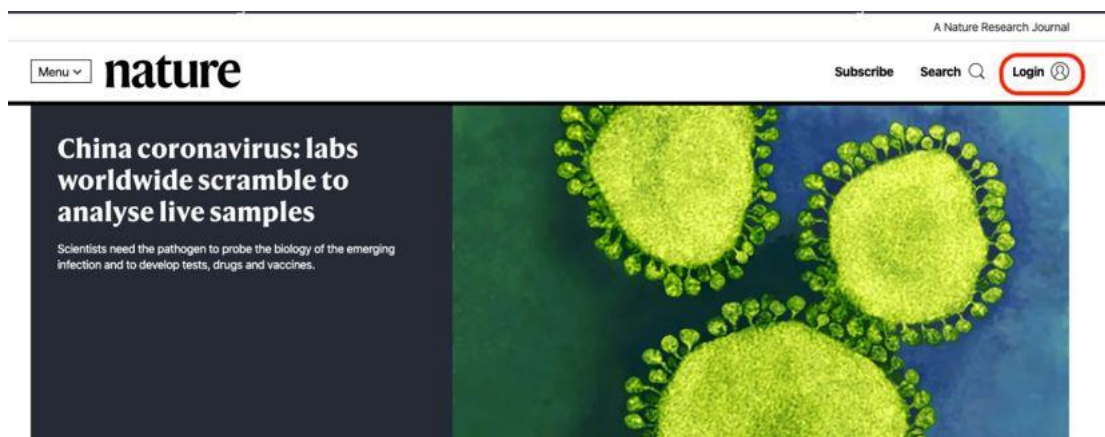 A Nature Research Journal
Menu nature Subscribe Search Login
China coronavirus: labs
worldwide scramble to
analyse live samples
Scientists need the pathogen to probe the biology of the emerging
infection and to develop tests, drugs and vaccines.